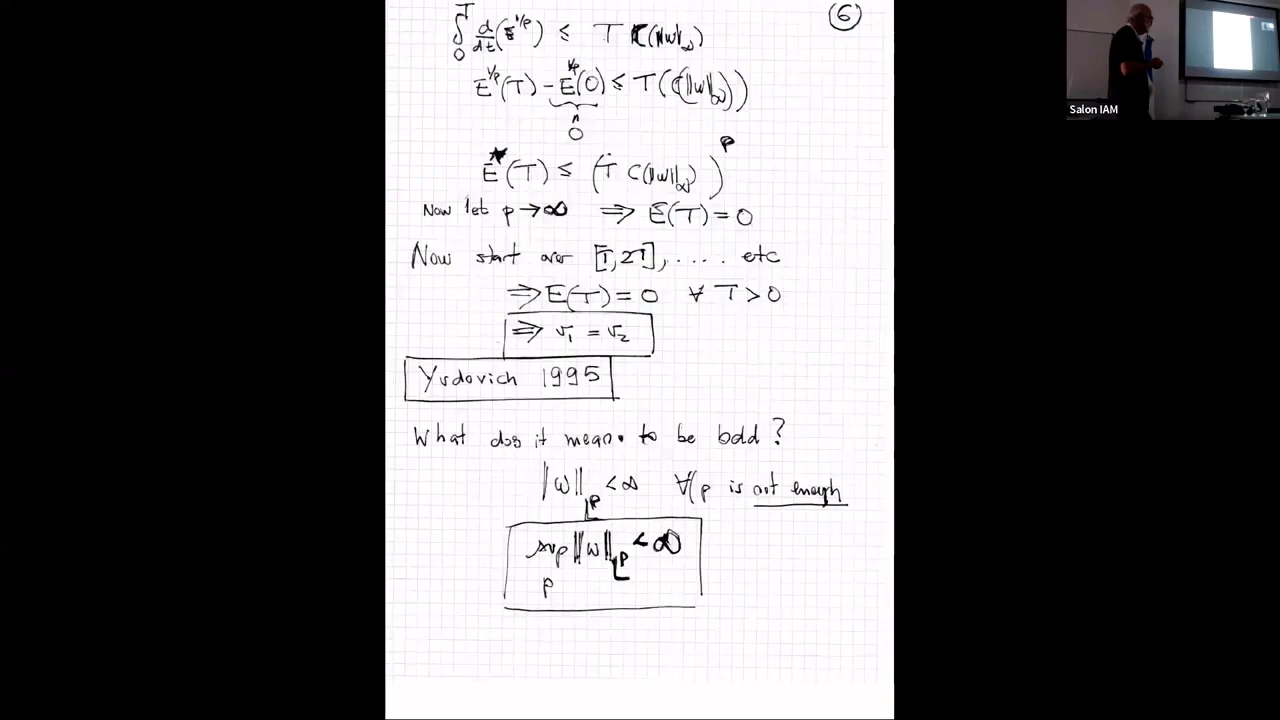 6
∫₀ᵀ d/dt (E^{1/p}) ≤ T C(‖w‖_∞)
E^{1/p}(T) − E^{1/p}(0) ≤ T(C(‖w‖_∞))
"
0
E(T) ≤ (T C(‖w‖_∞))^p
Now let p → ∞ ⇒ E(T) = 0
Now start over [T, 2T], .... etc
⇒ E(T) = 0 ∀ T > 0
⇒ v₁ = v₂
Yudovich 1995
What does it mean to be bdd?
‖w‖_{L^p} < ∞ ∀ p is not enough
sup ‖w‖_{L^p} < ∞
p
Salon IAM